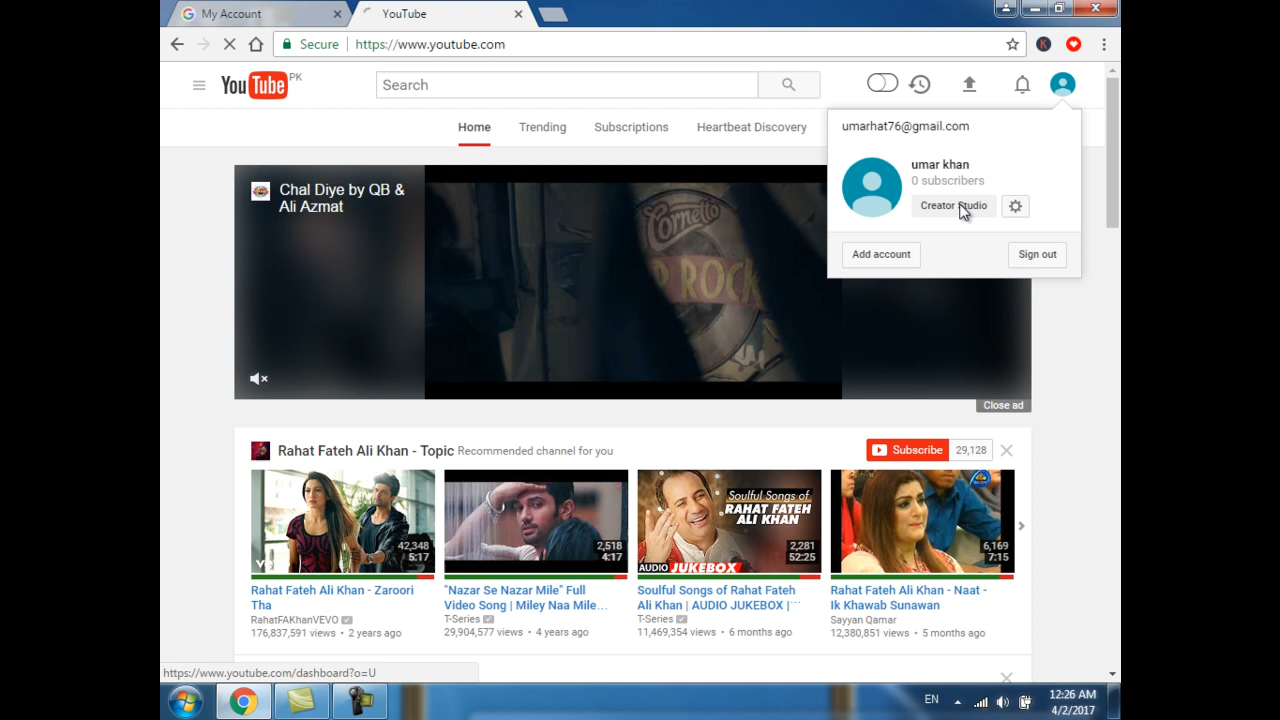 My Account
YouTube
Secure
https://www.youtube.com
YouTube PK
Search
umarhat76@gmail.com
Home
Trending
Subscriptions
Heartbeat Discovery
umar khan
0 subscribers
Creator Studio
Add account
Sign out
Chal Diye by QB &
Ali Azmat
Cornetto
P ROCK
Close ad
Rahat Fateh Ali Khan - Topic Recommended channel for you
Subscribe 29,128
42,348
5:17
2,518
4:17
Soulful Songs of
RAHAT FATEH
ALI KHAN
AUDIO JUKEBOX
2,281
52:25
6,169
7:15
Rahat Fateh Ali Khan - Zaroori
Tha
RahatFAKhanVEVO
176,837,591 views • 2 years ago
"Nazar Se Nazar Mile" Full
Video Song | Miley Naa Mile...
T-Series
29,904,577 views • 4 years ago
Soulful Songs of Rahat Fateh
Ali Khan | AUDIO JUKEBOX |...
T-Series
11,469,354 views • 6 months ago
Rahat Fateh Ali Khan - Naat -
Ik Khawab Sunawan
Sayyan Qamar
12,380,851 views • 5 months ago
https://www.youtube.com/dashboard?o=U
EN
12:26 AM
4/2/2017